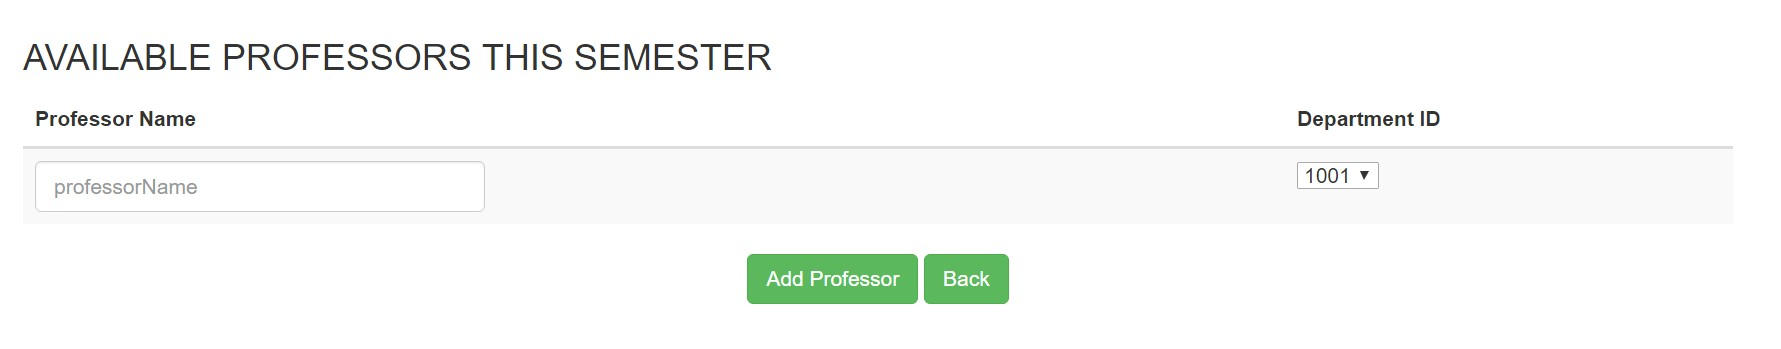 AVAILABLE PROFESSORS THIS SEMESTER
Professor Name Department ID
professorName 1001
Add Professor Back